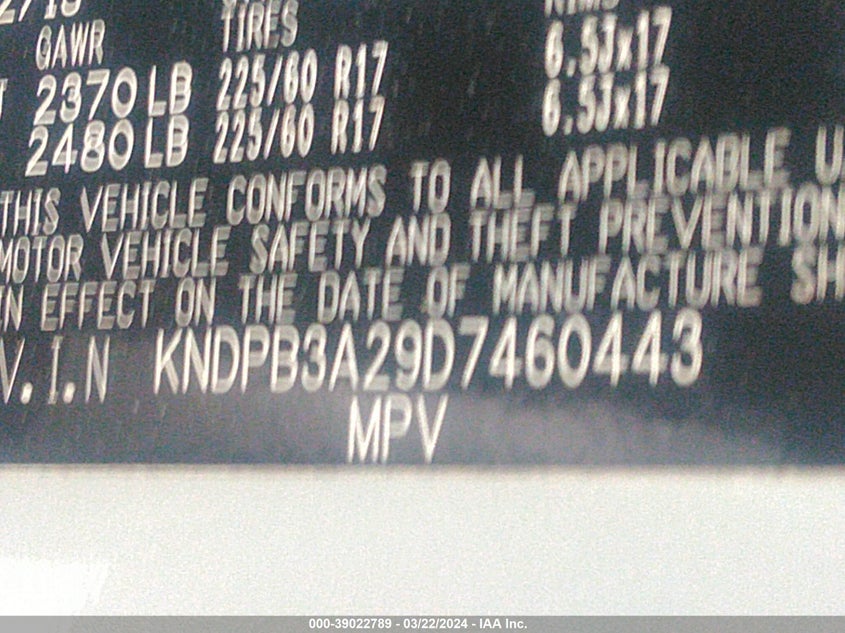 GAWR TIRES
2370 LB 225/60 R17 6.5Jx17
2480 LB 225/60 R17 6.5Jx17
THIS VEHICLE CONFORMS TO ALL APPLICABLE U
MOTOR VEHICLE SAFETY AND THEFT PREVENTION
IN EFFECT ON THE DATE OF MANUFACTURE SH
V.I.N KNDPB3A29D7460443
MPV
000-39022789 - 03/22/2024 - IAA Inc.